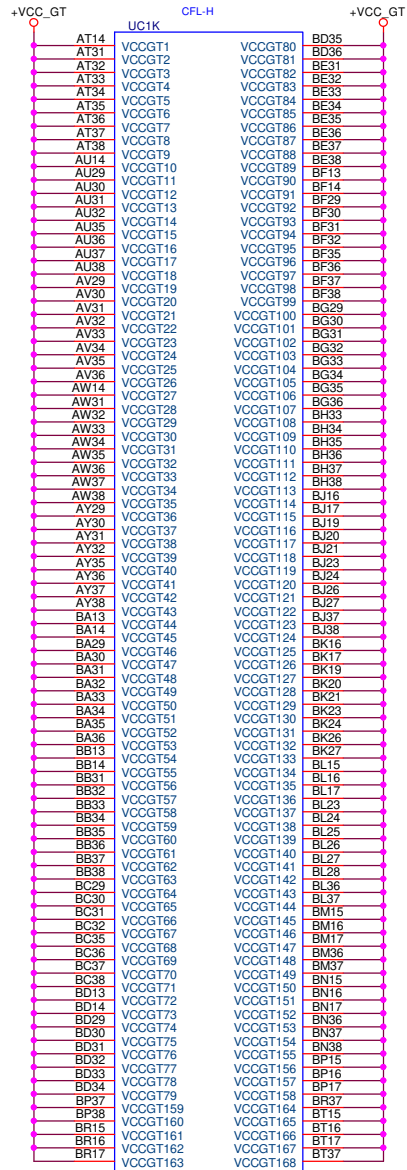 +VCC_GT CFL-H +VCC_GT
UC1K
AT14 VCCGT1 VCCGT80 BD35
AT31 VCCGT2 VCCGT81 BD36
AT32 VCCGT3 VCCGT82 BE31
AT33 VCCGT4 VCCGT83 BE32
AT34 VCCGT5 VCCGT84 BE33
AT35 VCCGT6 VCCGT85 BE34
AT36 VCCGT7 VCCGT86 BE35
AT37 VCCGT8 VCCGT87 BE36
AT38 VCCGT9 VCCGT88 BE37
AU14 VCCGT10 VCCGT89 BE38
AU29 VCCGT11 VCCGT90 BF13
AU30 VCCGT12 VCCGT91 BF14
AU31 VCCGT13 VCCGT92 BF29
AU32 VCCGT14 VCCGT93 BF30
AU35 VCCGT15 VCCGT94 BF31
AU36 VCCGT16 VCCGT95 BF32
AU37 VCCGT17 VCCGT96 BF35
AU38 VCCGT18 VCCGT97 BF36
AV29 VCCGT19 VCCGT98 BF37
AV30 VCCGT20 VCCGT99 BF38
AV31 VCCGT21 VCCGT100 BG29
AV32 VCCGT22 VCCGT101 BG30
AV33 VCCGT23 VCCGT102 BG31
AV34 VCCGT24 VCCGT103 BG32
AV35 VCCGT25 VCCGT104 BG33
AV36 VCCGT26 VCCGT105 BG34
AW14 VCCGT27 VCCGT106 BG35
AW31 VCCGT28 VCCGT107 BG36
AW32 VCCGT29 VCCGT108 BH33
AW33 VCCGT30 VCCGT109 BH34
AW34 VCCGT31 VCCGT110 BH35
AW35 VCCGT32 VCCGT111 BH36
AW36 VCCGT33 VCCGT112 BH37
AW37 VCCGT34 VCCGT113 BH38
AW38 VCCGT35 VCCGT114 BJ16
AY29 VCCGT36 VCCGT115 BJ17
AY30 VCCGT37 VCCGT116 BJ19
AY31 VCCGT38 VCCGT117 BJ20
AY32 VCCGT39 VCCGT118 BJ21
AY35 VCCGT40 VCCGT119 BJ23
AY36 VCCGT41 VCCGT120 BJ24
AY37 VCCGT42 VCCGT121 BJ26
AY38 VCCGT43 VCCGT122 BJ27
BA13 VCCGT44 VCCGT123 BJ37
BA14 VCCGT45 VCCGT124 BJ38
BA29 VCCGT46 VCCGT125 BK16
BA30 VCCGT47 VCCGT126 BK17
BA31 VCCGT48 VCCGT127 BK19
BA32 VCCGT49 VCCGT128 BK20
BA33 VCCGT50 VCCGT129 BK21
BA34 VCCGT51 VCCGT130 BK23
BA35 VCCGT52 VCCGT131 BK24
BA36 VCCGT53 VCCGT132 BK26
BB13 VCCGT54 VCCGT133 BK27
BB14 VCCGT55 VCCGT134 BL15
BB31 VCCGT56 VCCGT135 BL16
BB32 VCCGT57 VCCGT136 BL17
BB33 VCCGT58 VCCGT137 BL23
BB34 VCCGT59 VCCGT138 BL24
BB35 VCCGT60 VCCGT139 BL25
BB36 VCCGT61 VCCGT140 BL26
BB37 VCCGT62 VCCGT141 BL27
BB38 VCCGT63 VCCGT142 BL28
BC29 VCCGT64 VCCGT143 BL36
BC30 VCCGT65 VCCGT144 BL37
BC31 VCCGT66 VCCGT145 BM15
BC32 VCCGT67 VCCGT146 BM16
BC35 VCCGT68 VCCGT147 BM17
BC36 VCCGT69 VCCGT148 BM36
BC37 VCCGT70 VCCGT149 BM37
BC38 VCCGT71 VCCGT150 BN15
BD13 VCCGT72 VCCGT151 BN16
BD14 VCCGT73 VCCGT152 BN17
BD29 VCCGT74 VCCGT153 BN36
BD30 VCCGT75 VCCGT154 BN37
BD31 VCCGT76 VCCGT155 BN38
BD32 VCCGT77 VCCGT156 BP15
BD33 VCCGT78 VCCGT157 BP16
BD34 VCCGT79 VCCGT158 BP17
BP37 VCCGT159 VCCGT164 BR37
BP38 VCCGT160 VCCGT165 BT15
BR15 VCCGT161 VCCGT166 BT16
BR16 VCCGT162 VCCGT167 BT17
BR17 VCCGT163 VCCGT168 BT37